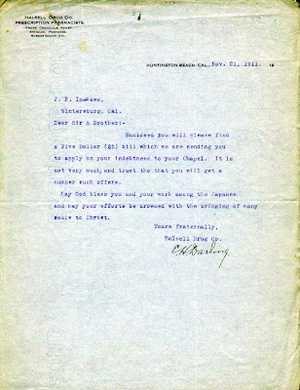 HALSELL DRUG CO.
PRESCRIPTION PHARMACISTS
HUNTINGTON BEACH, CAL., Nov. 21, 1911. 19
J. K. Inakawa,
Wintersburg, Cal.
Dear Sir & Brother:-
Enclosed you will please find
a Five Dollar ($5) bill which we are sending you
to apply on your indebtness to your Chapel. It is
not very much, and trust tho that you will get a
number such offers.
May God bless you and your work among the Japanes
and may your efforts be crowned with the bringing of many
souls to Christ.
Yours fraternally,
Halsell Drug Co.